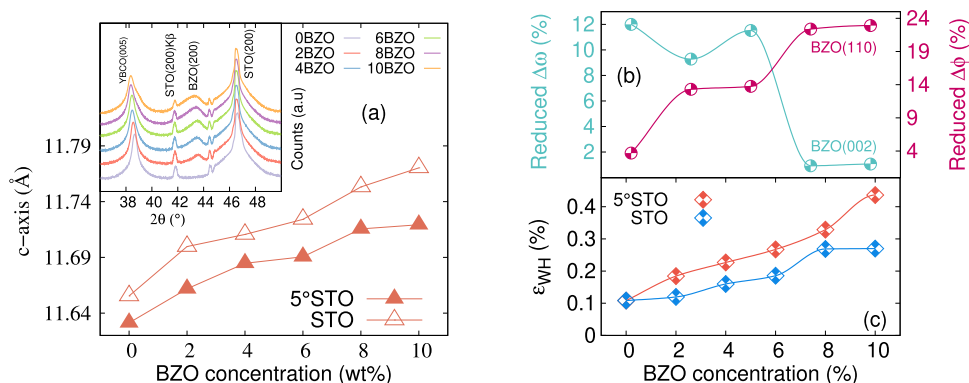 YBCO(005)
STO(200)Kβ
BZO(200)
STO(200)
0BZO
2BZO
4BZO
6BZO
8BZO
10BZO
Counts (a.u)
38 40 42 44 46 48
2θ (°)
(a)
11.79
11.74
11.69
11.64
c−axis (Å)
5°STO
STO
0 2 4 6 8 10
BZO concentration (wt%)
12
10
8
6
4
2
Reduced Δω (%)
(b)
BZO(110)
BZO(002)
24
19
14
9
4
Reduced Δϕ (%)
0.4
0.3
0.2
0.1
εWH (%)
5°STO
STO
(c)
0 2 4 6 8 10
BZO concentration (%)